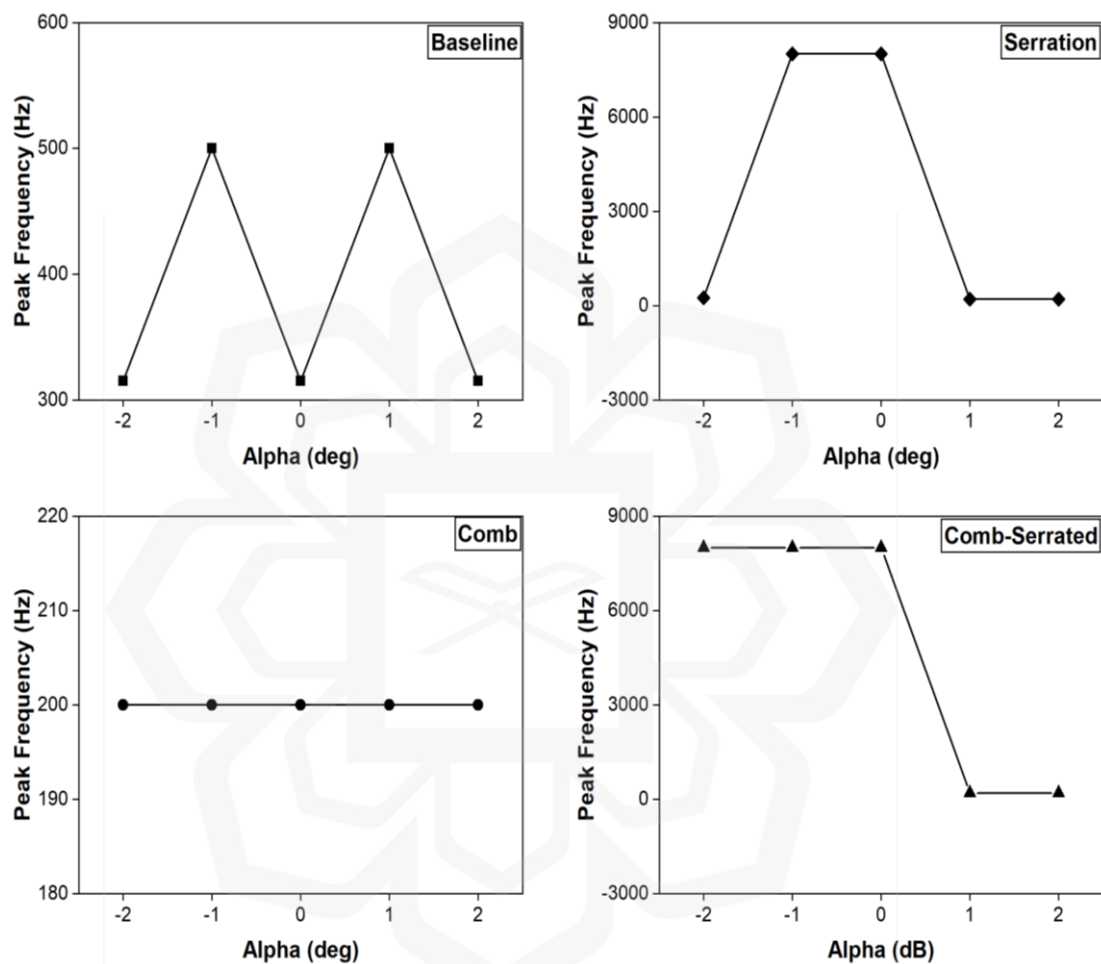 600
500
400
300
Peak Frequency (Hz)
Baseline
-2 -1 0 1 2
Alpha (deg)
9000
6000
3000
0
-3000
Peak Frequency (Hz)
Serration
-2 -1 0 1 2
Alpha (deg)
220
210
200
190
180
Peak Frequency (Hz)
Comb
-2 -1 0 1 2
Alpha (deg)
9000
6000
3000
0
-3000
Peak Frequency (Hz)
Comb-Serrated
-2 -1 0 1 2
Alpha (dB)